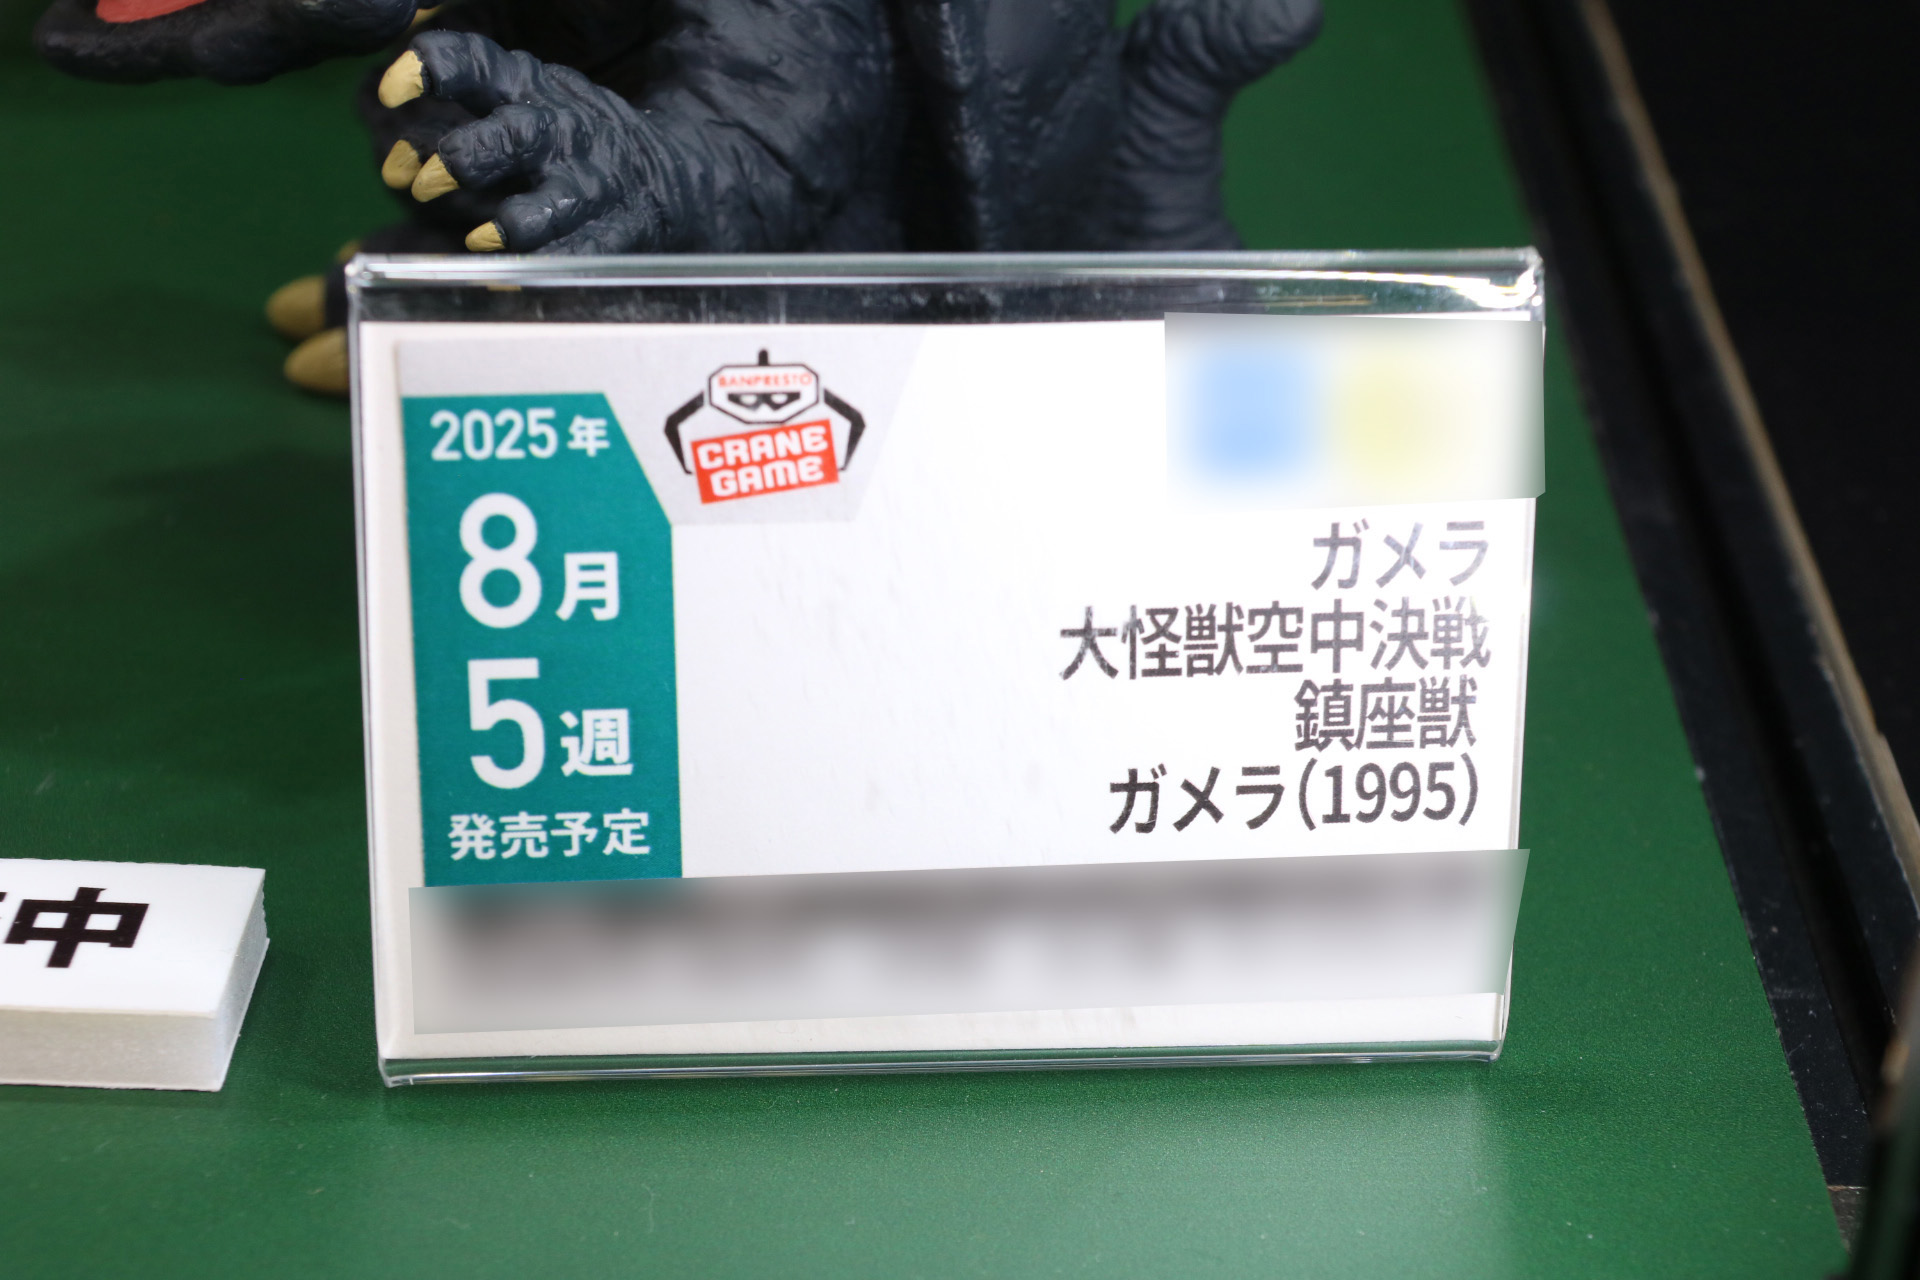 2025年
8月
5週
発売予定
BANPRESTO
CRANE
GAME
ガメラ
大怪獣空中決戦
鎮座獣
ガメラ(1995)
中